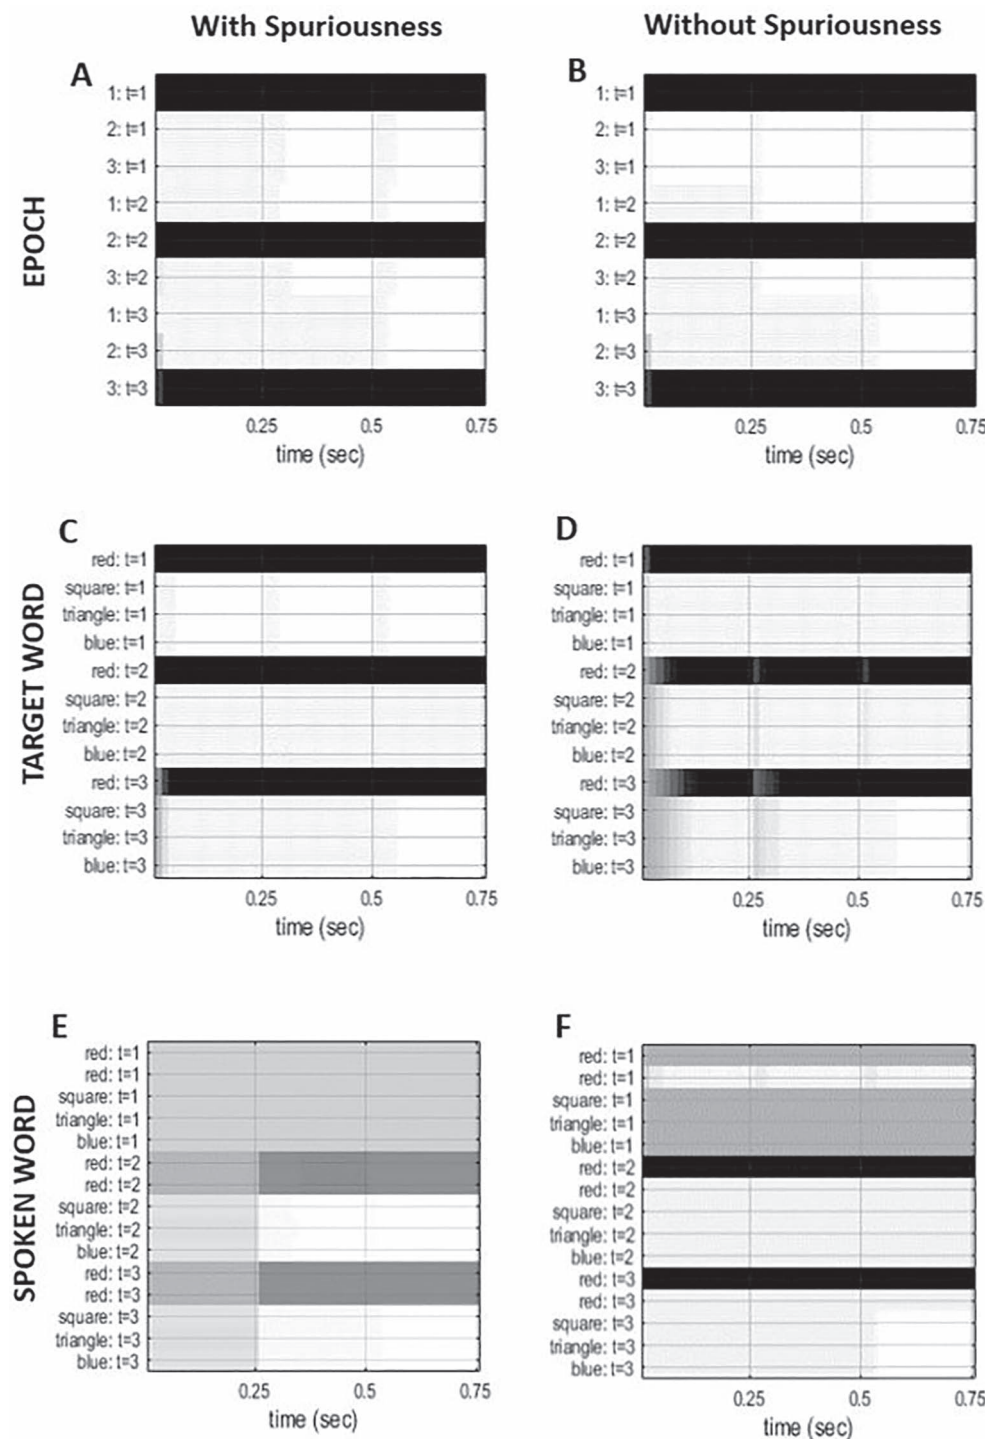 With Spuriousness
Without Spuriousness
EPOCH
A
1: t=1
2: t=1
3: t=1
1: t=2
2: t=2
3: t=2
1: t=3
2: t=3
3: t=3
0.25 0.5 0.75
time (sec)
B
1: t=1
2: t=1
3: t=1
1: t=2
2: t=2
3: t=2
1: t=3
2: t=3
3: t=3
0.25 0.5 0.75
time (sec)
TARGET WORD
C
red: t=1
square: t=1
triangle: t=1
blue: t=1
red: t=2
square: t=2
triangle: t=2
blue: t=2
red: t=3
square: t=3
triangle: t=3
blue: t=3
0.25 0.5 0.75
time (sec)
D
red: t=1
square: t=1
triangle: t=1
blue: t=1
red: t=2
square: t=2
triangle: t=2
blue: t=2
red: t=3
square: t=3
triangle: t=3
blue: t=3
0.25 0.5 0.75
time (sec)
SPOKEN WORD
E
red: t=1
red: t=1
square: t=1
triangle: t=1
blue: t=1
red: t=2
red: t=2
square: t=2
triangle: t=2
blue: t=2
red: t=3
red: t=3
square: t=3
triangle: t=3
blue: t=3
0.25 0.5 0.75
time (sec)
F
red: t=1
red: t=1
square: t=1
triangle: t=1
blue: t=1
red: t=2
red: t=2
square: t=2
triangle: t=2
blue: t=2
red: t=3
red: t=3
square: t=3
triangle: t=3
blue: t=3
0.25 0.5 0.75
time (sec)